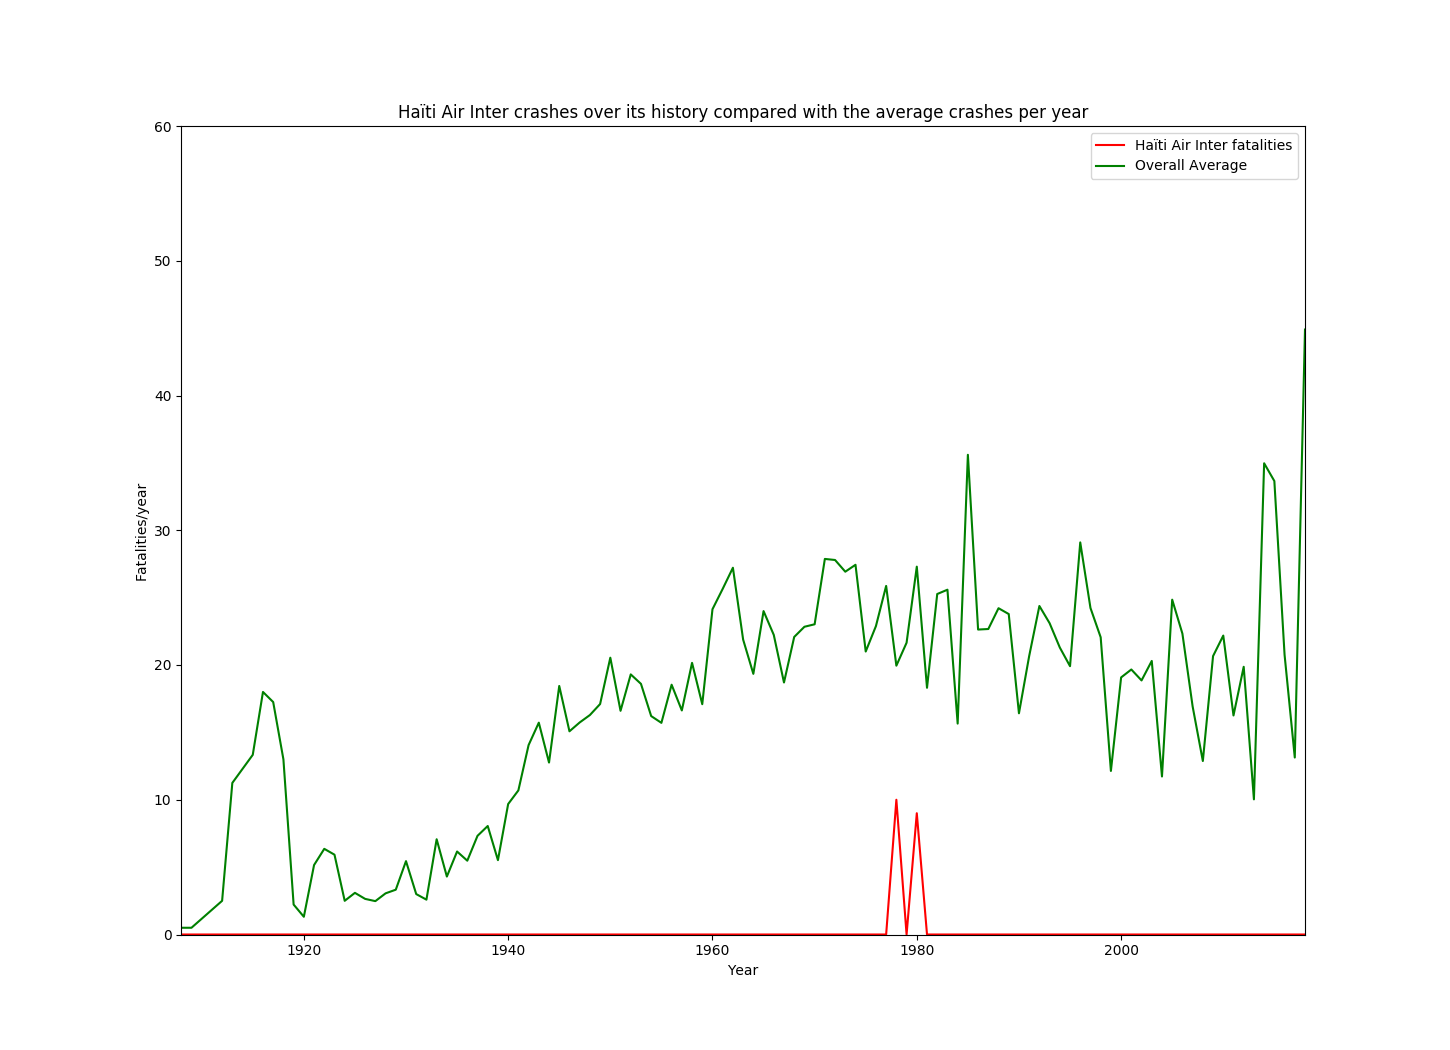 Haïti Air Inter crashes over its history compared with the average crashes per year
60
Haïti Air Inter fatalities
Overall Average
50
40
30
20
10
0
Fatalities/year
1920 1940 1960 1980 2000
Year